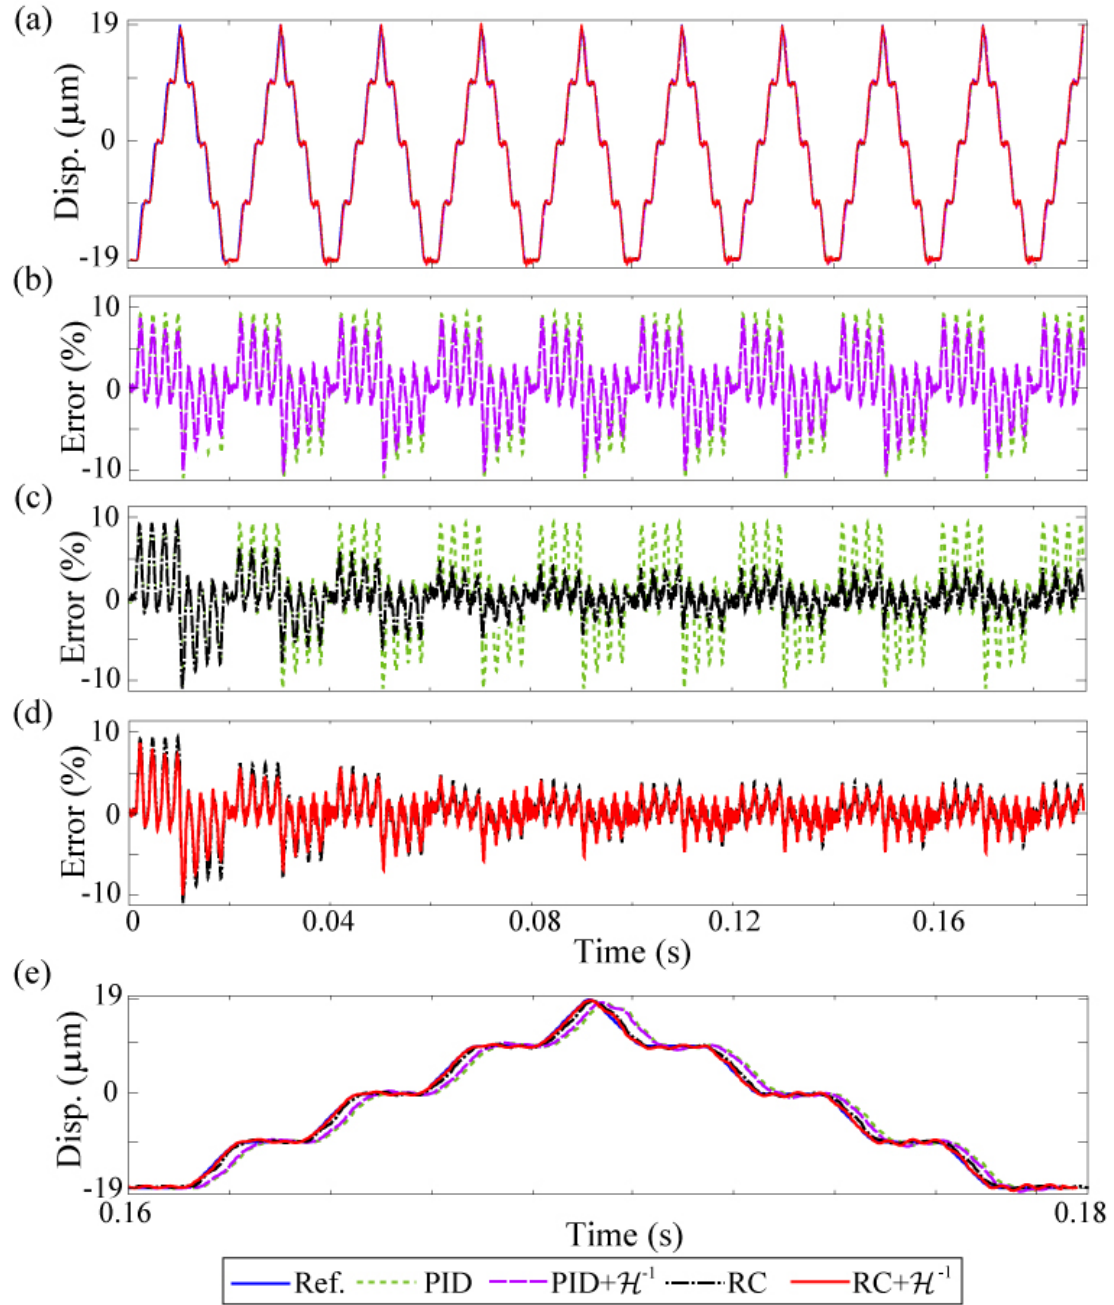 (a)
19
0
-19
Disp. (μm)
(b)
10
0
-10
Error (%)
(c)
10
0
-10
Error (%)
(d)
10
0
-10
Error (%)
0 0.04 0.08 0.12 0.16
Time (s)
(e)
19
0
-19
Disp. (μm)
0.16 0.18
Time (s)
Ref. PID PID+ℋ⁻¹ RC RC+ℋ⁻¹